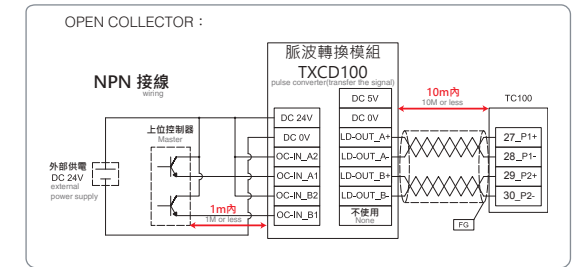 OPEN COLLECTOR：
NPN 接線
wiring
脈波轉換模組
TXCD100
pulse converter(transfer the signal)
DC 5V
DC 24V
DC 0V
DC 0V
LD-OUT_A+
OC-IN_A2
LD-OUT_A-
OC-IN_A1
LD-OUT_B+
OC-IN_B2
LD-OUT_B-
OC-IN_B1
不使用
None
10m內
10M or less
TC100
27_P1+
28_P1-
29_P2+
30_P2-
FG
上位控制器
Master
外部供電
DC 24V
external
power supply
1m內
1M or less